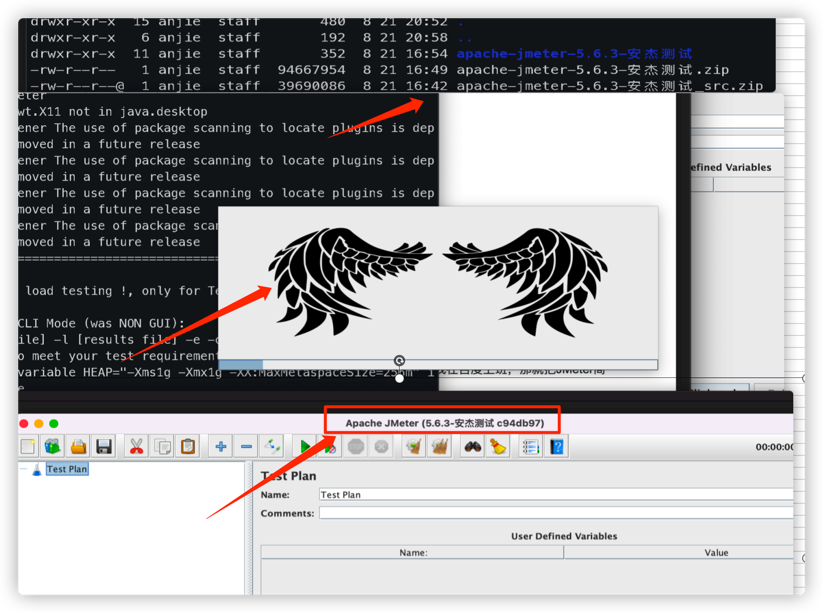 drwxr-xr-x 15 anjie staff 480 8 21 20:52 .
drwxr-xr-x 6 anjie staff 192 8 21 20:58 ..
drwxr-xr-x 11 anjie staff 352 8 21 16:54 apache-jmeter-5.6.3-安杰测试
-rw-r--r-- 1 anjie staff 94667954 8 21 16:49 apache-jmeter-5.6.3-安杰测试.zip
-rw-r--r--@ 1 anjie staff 39690086 8 21 16:42 apache-jmeter-5.6.3-安杰测试_src.zip
eter
wt.X11 not in java.desktop
ener The use of package scanning to locate plugins is dep
moved in a future release
ener The use of package scanning to locate plugins is dep
moved in a future release
ener The use of package scanning to locate plugins is dep
moved in a future release
ener The use of package scan
moved in a future release
load testing !, only for Te
CLI Mode (was NON GUI):
ile] -l [results file] -e -o
o meet your test requirement
variable HEAP="-Xms1g -Xmx1g -XX:MaxMetaspaceSize=256m"
efined Variables
Apache JMeter (5.6.3-安杰测试 c94db97)
00:00:00
Test Plan
Test Plan
Name: Test Plan
Comments:
User Defined Variables
Name: Value